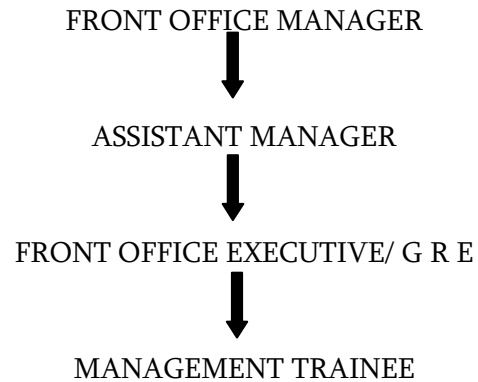 FRONT OFFICE MANAGER
ASSISTANT MANAGER
FRONT OFFICE EXECUTIVE/ G R E
MANAGEMENT TRAINEE